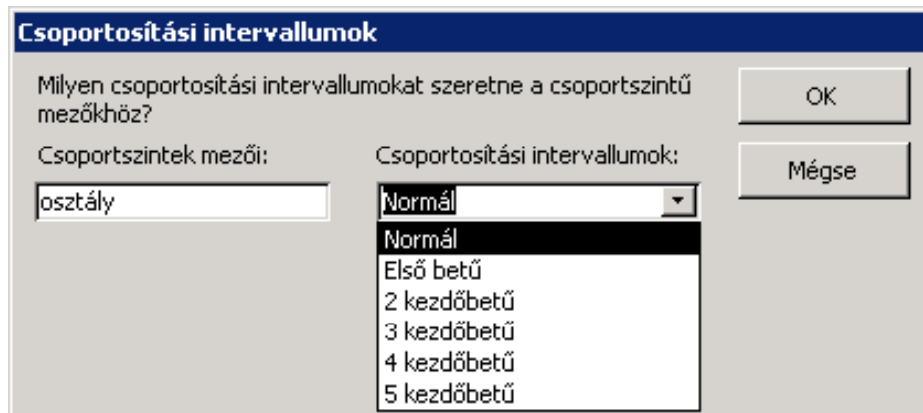 Csoportosítási intervallumok
Milyen csoportosítási intervallumokat szeretne a csoportszintű
mezőkhöz?
OK
Mégse
Csoportszintek mezői:
Csoportosítási intervallumok:
osztály
Normál
Normál
Első betű
2 kezdőbetű
3 kezdőbetű
4 kezdőbetű
5 kezdőbetű